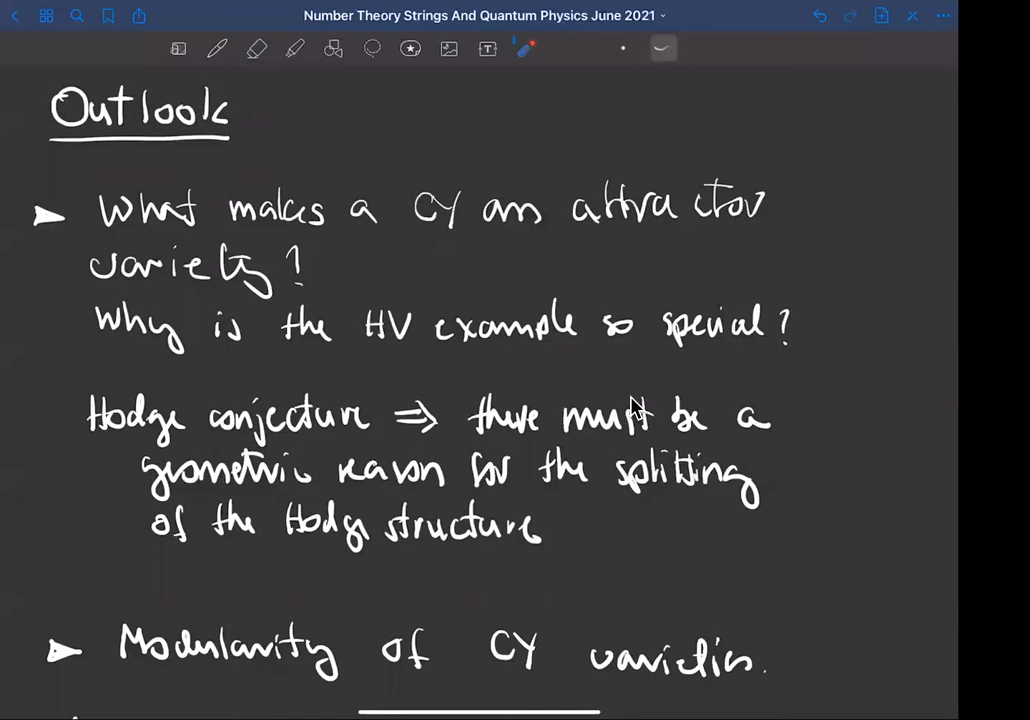 Number Theory Strings And Quantum Physics June 2021
Outlook
What makes a CY an attractor
variety?
Why is the HV example so special?
Hodge conjecture ⇒ there must be a
geometric reason for the splitting
of the Hodge structure
Modularity of CY varieties.